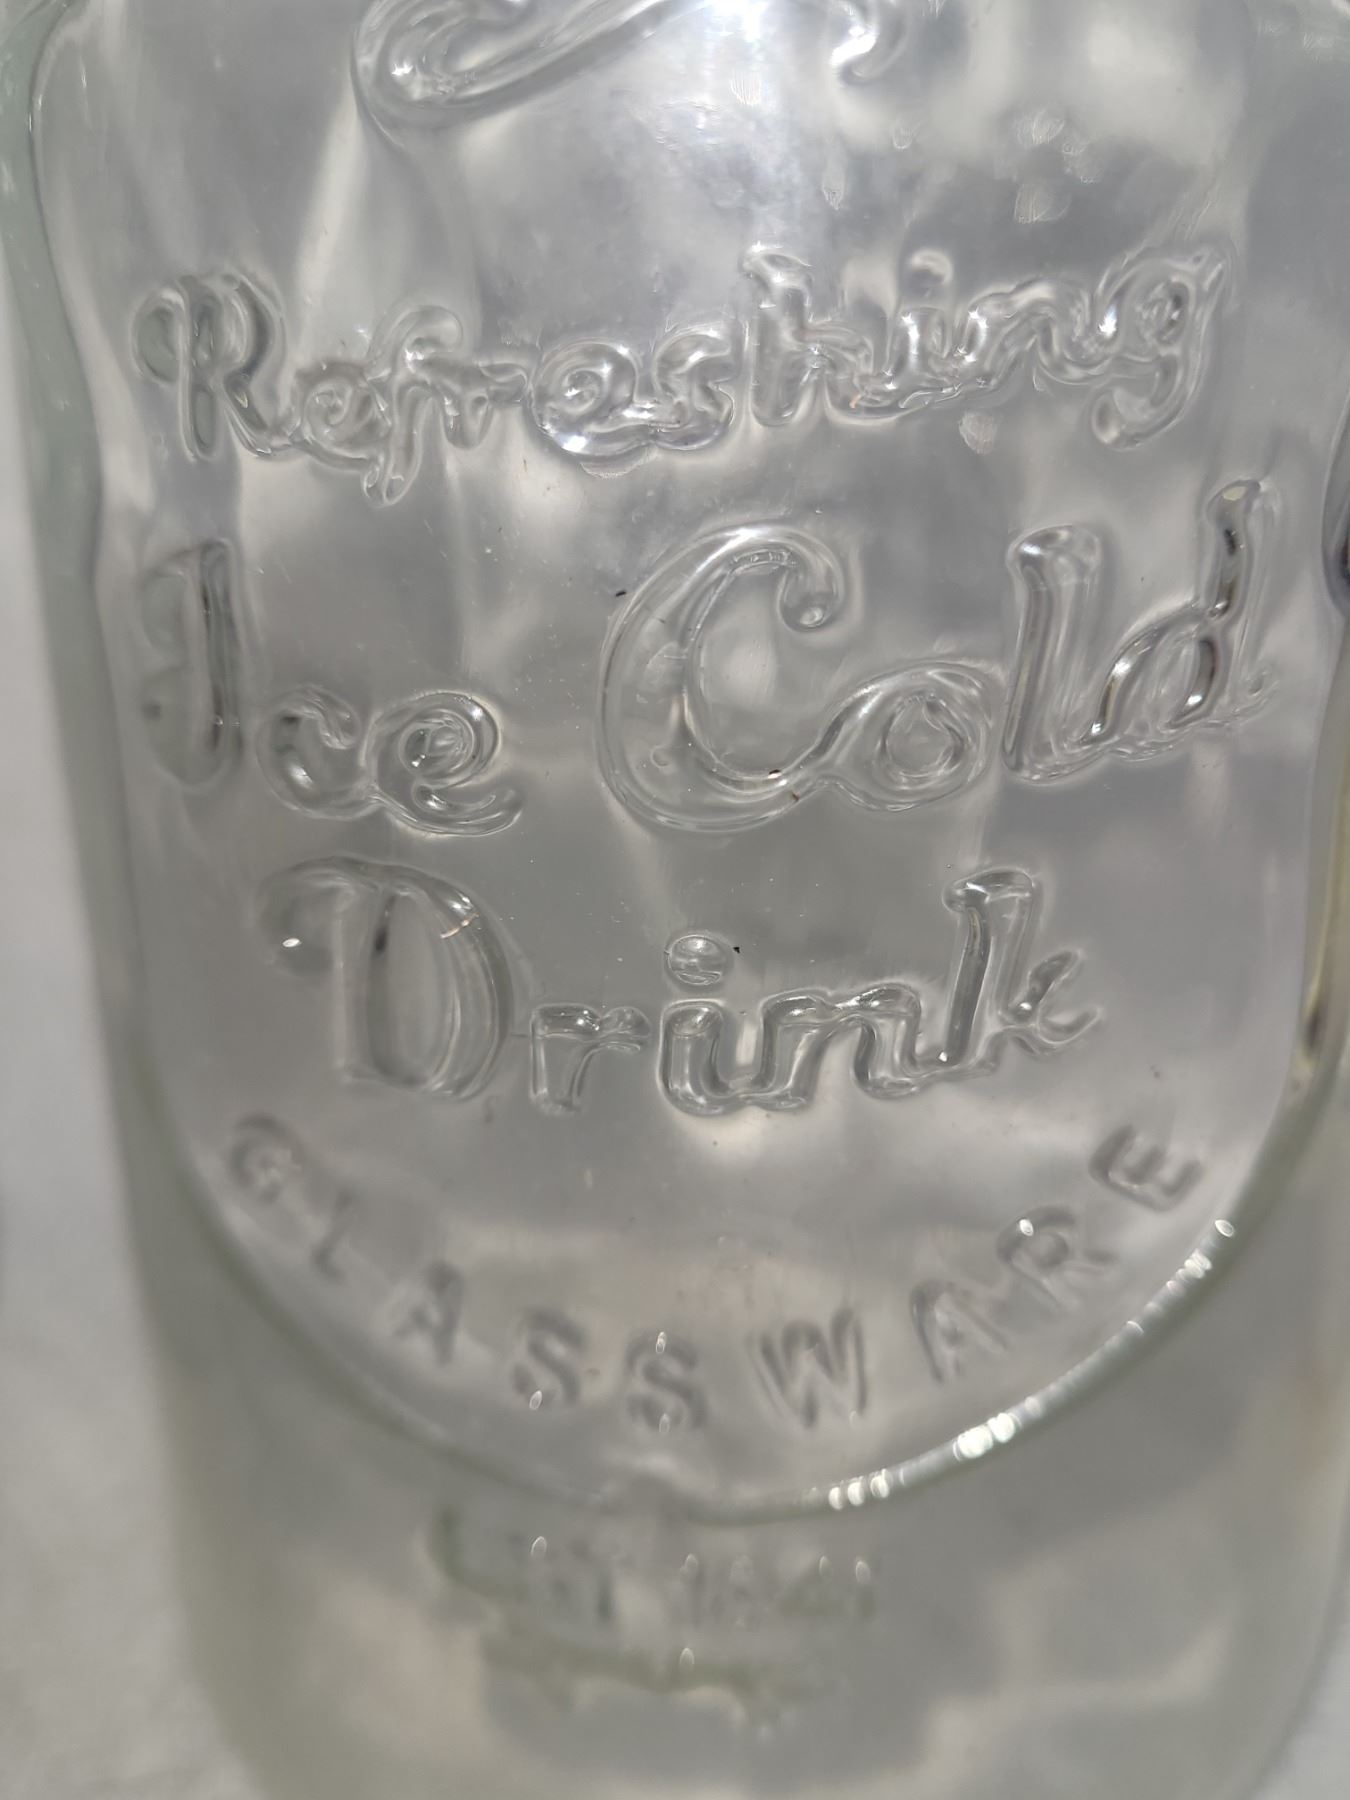 Refreshing
Ice Cold
Drink
GLASSWARE